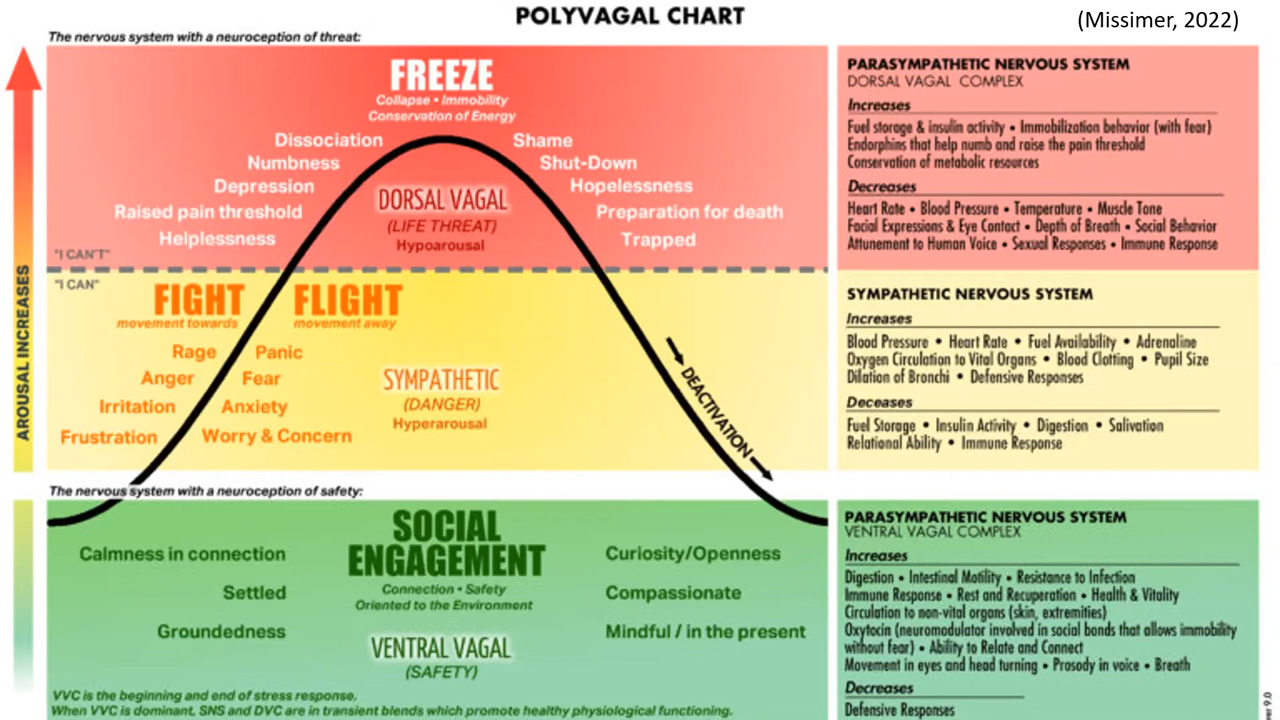 POLYVAGAL CHART
(Missimer, 2022)
The nervous system with a neuroception of threat:
AROUSAL INCREASES
FREEZE
Collapse • Immobility
Conservation of Energy
Dissociation
Numbness
Depression
Raised pain threshold
Helplessness
Shame
Shut-Down
Hopelessness
Preparation for death
Trapped
DORSAL VAGAL
(LIFE THREAT)
Hypoarousal
"I CAN'T"
"I CAN"
FIGHT
movement towards
FLIGHT
movement away
Rage
Anger
Irritation
Frustration
Panic
Fear
Anxiety
Worry & Concern
SYMPATHETIC
(DANGER)
Hyperarousal
DEACTIVATION
The nervous system with a neuroception of safety:
SOCIAL
ENGAGEMENT
Connection • Safety
Oriented to the Environment
Calmness in connection
Settled
Groundedness
Curiosity/Openness
Compassionate
Mindful / in the present
VENTRAL VAGAL
(SAFETY)
VVC is the beginning and end of stress response.
When VVC is dominant, SNS and DVC are in transient blends which promote healthy physiological functioning.
PARASYMPATHETIC NERVOUS SYSTEM
DORSAL VAGAL COMPLEX
Increases
Fuel storage & insulin activity • Immobilization behavior (with fear)
Endorphins that help numb and raise the pain threshold
Conservation of metabolic resources
Decreases
Heart Rate • Blood Pressure • Temperature • Muscle Tone
Facial Expressions & Eye Contact • Depth of Breath • Social Behavior
Attunement to Human Voice • Sexual Responses • Immune Response
SYMPATHETIC NERVOUS SYSTEM
Increases
Blood Pressure • Heart Rate • Fuel Availability • Adrenaline
Oxygen Circulation to Vital Organs • Blood Clotting • Pupil Size
Dilation of Bronchi • Defensive Responses
Deceases
Fuel Storage • Insulin Activity • Digestion • Salivation
Relational Ability • Immune Response
PARASYMPATHETIC NERVOUS SYSTEM
VENTRAL VAGAL COMPLEX
Increases
Digestion • Intestinal Motility • Resistance to Infection
Immune Response • Rest and Recuperation • Health & Vitality
Circulation to non-vital organs (skin, extremities)
Oxytocin (neuromodulator involved in social bonds that allows immobility
without fear) • Ability to Relate and Connect
Movement in eyes and head turning • Prosody in voice • Breath
Decreases
Defensive Responses